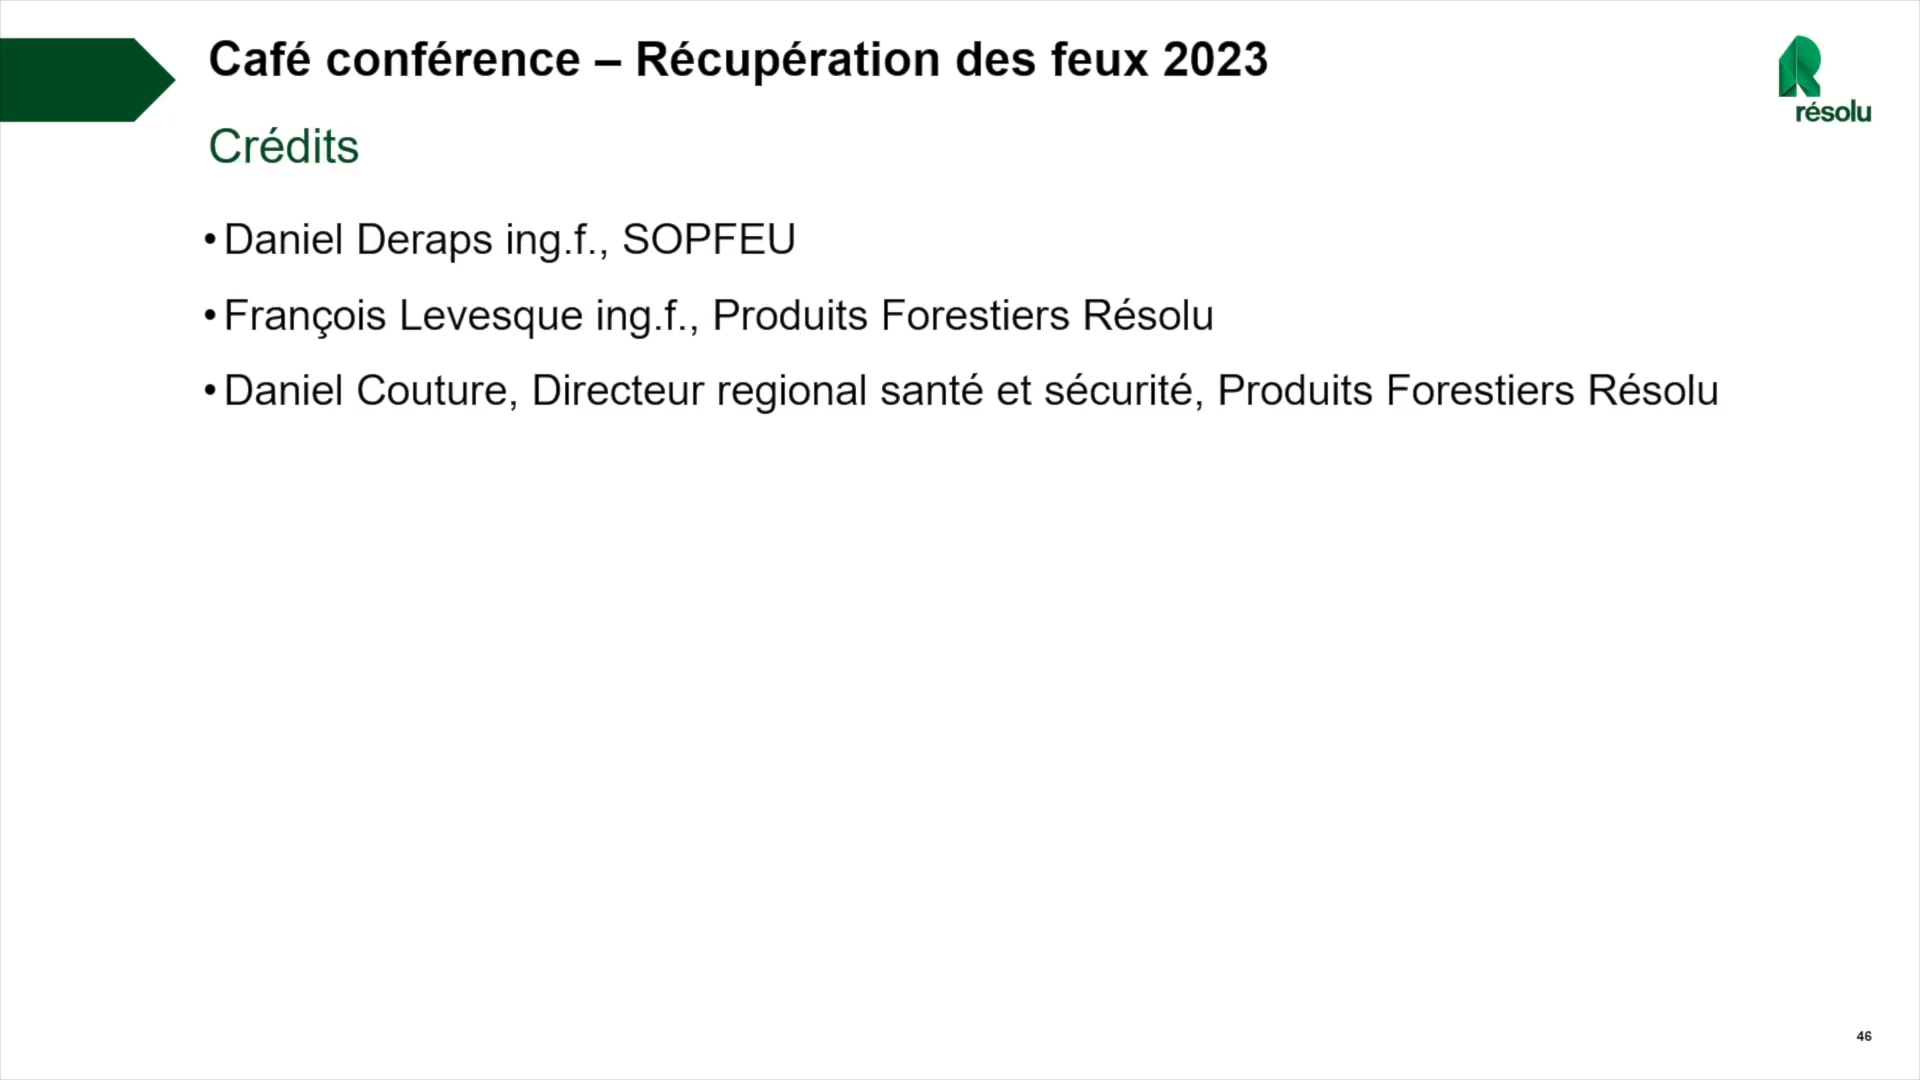 Café conférence – Récupération des feux 2023
résolu
Crédits
• Daniel Deraps ing.f., SOPFEU
• François Levesque ing.f., Produits Forestiers Résolu
• Daniel Couture, Directeur regional santé et sécurité, Produits Forestiers Résolu
46